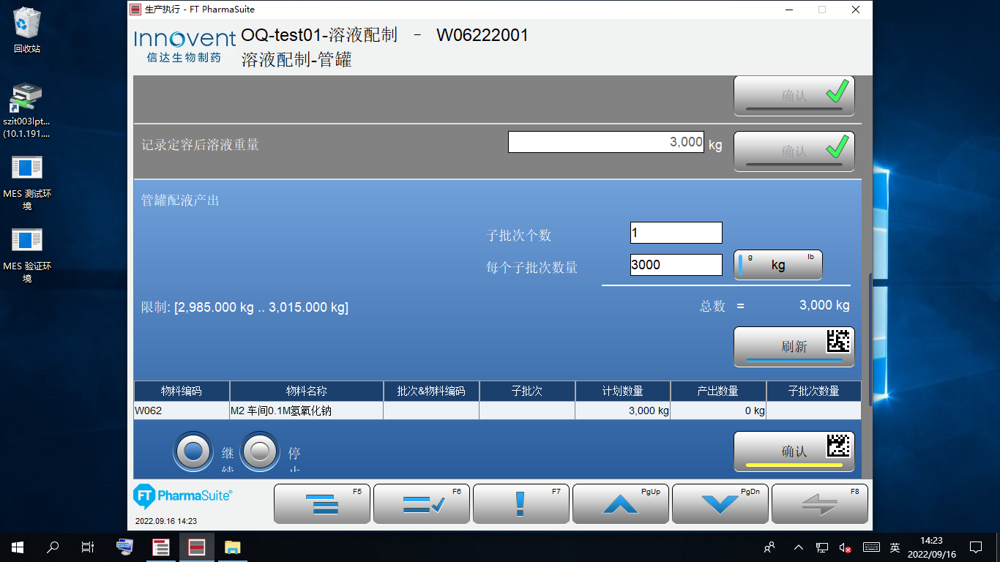 生产执行 - FT PharmaSuite
回收站
szit003lpt...
(10.1.191....
MES 测试环
境
MES 验证环
境
Innovent
信达生物制药
OQ-test01-溶液配制 - W06222001
溶液配制-管罐
确认
记录定容后溶液重量 3,000 kg 确认
管罐配液产出
子批次个数 1
每个子批次数量 3000 g kg lb
限制: [2,985.000 kg .. 3,015.000 kg] 总数 = 3,000 kg
刷新
物料编码 物料名称 批次&物料编码 子批次 计划数量 产出数量 子批次数量
W062 M2 车间0.1M氢氧化钠 3,000 kg 0 kg
继续 停止 确认
FT PharmaSuite®
2022.09.16 14:23
F5 F6 F7 PgUp PgDn F8
英 14:23
2022/09/16